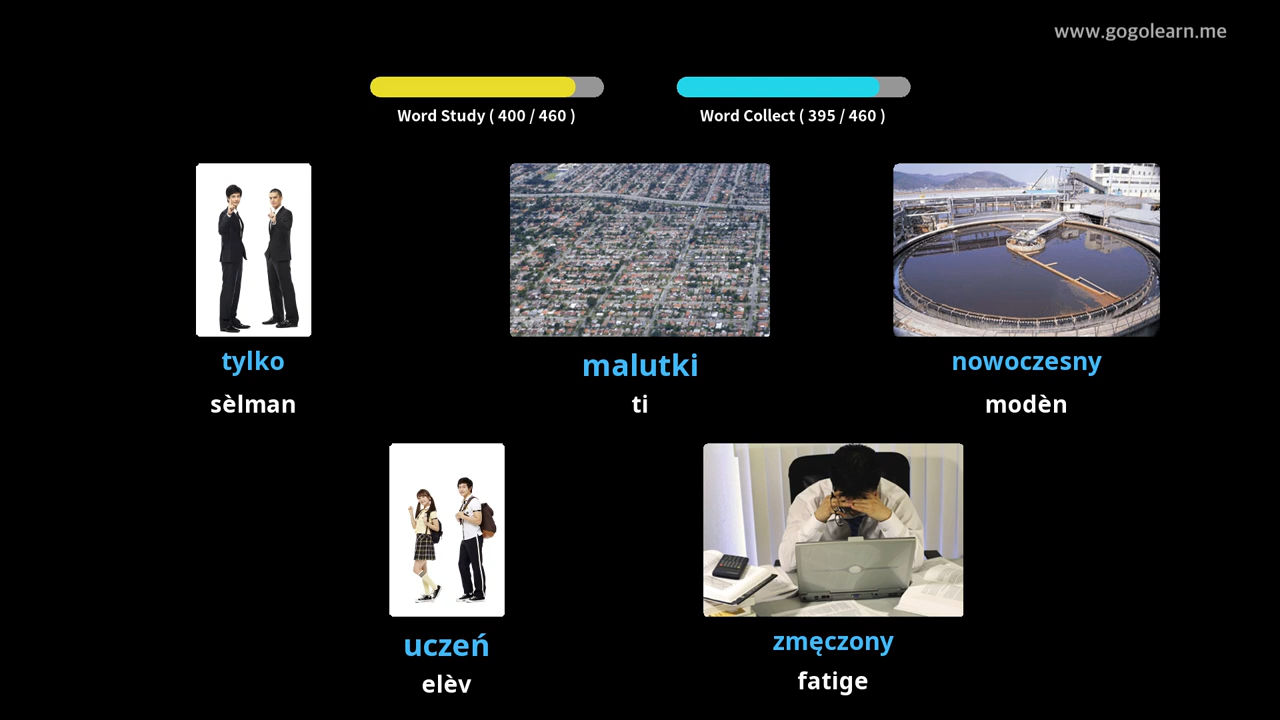 www.gogolearn.me
Word Study ( 400 / 460 )
Word Collect ( 395 / 460 )
tylko
sèlman
malutki
ti
nowoczesny
modèn
uczeń
elèv
zmęczony
fatige